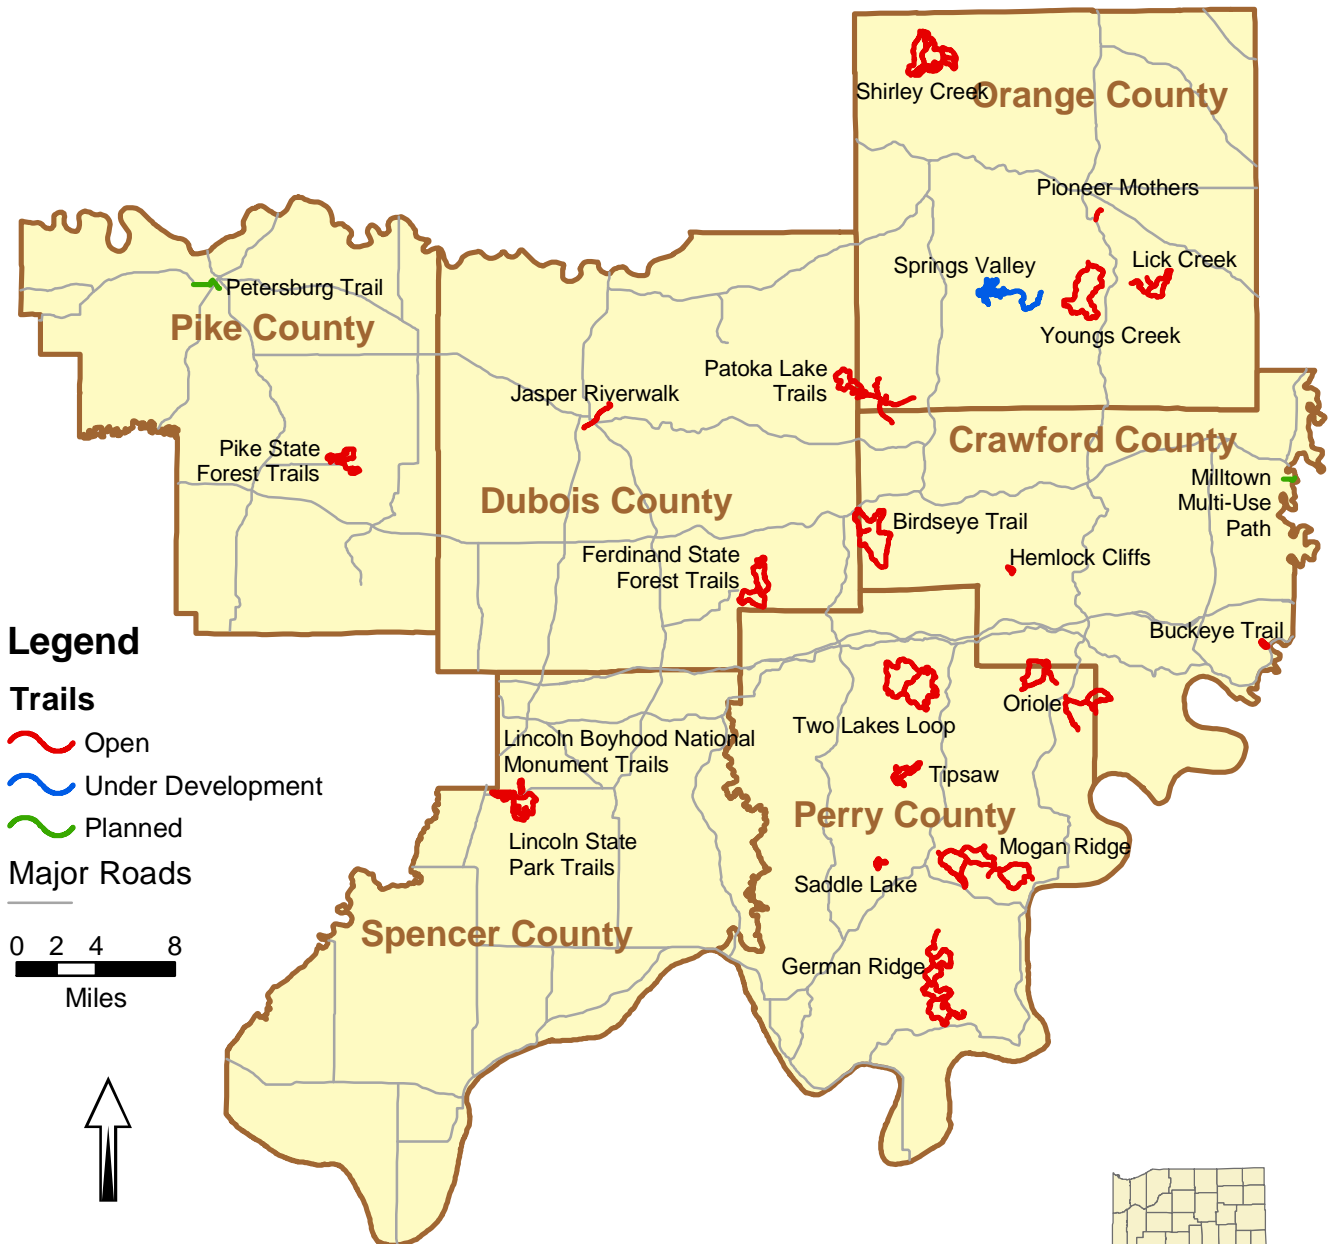 Shirley Creek
Orange County
Pioneer Mothers
Springs Valley
Lick Creek
Youngs Creek
Petersburg Trail
Pike County
Patoka Lake
Trails
Jasper Riverwalk
Crawford County
Pike State
Forest Trails
Milltown
Multi-Use
Path
Dubois County
Birdseye Trail
Ferdinand State
Forest Trails
Hemlock Cliffs
Buckeye Trail
Legend
Trails
Open
Under Development
Planned
Major Roads
0 2 4 8
Miles
Oriole
Two Lakes Loop
Lincoln Boyhood National
Monument Trails
Tipsaw
Perry County
Lincoln State
Park Trails
Mogan Ridge
Saddle Lake
Spencer County
German Ridge